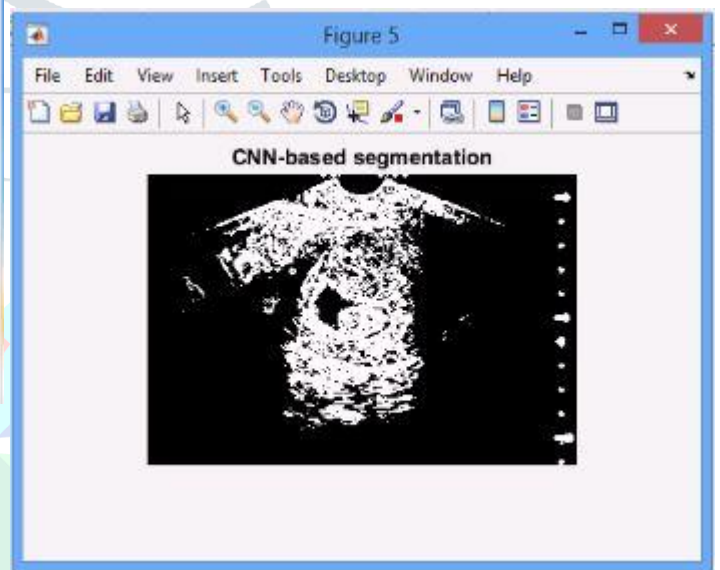 Figure 5
File Edit View Insert Tools Desktop Window Help
CNN-based segmentation